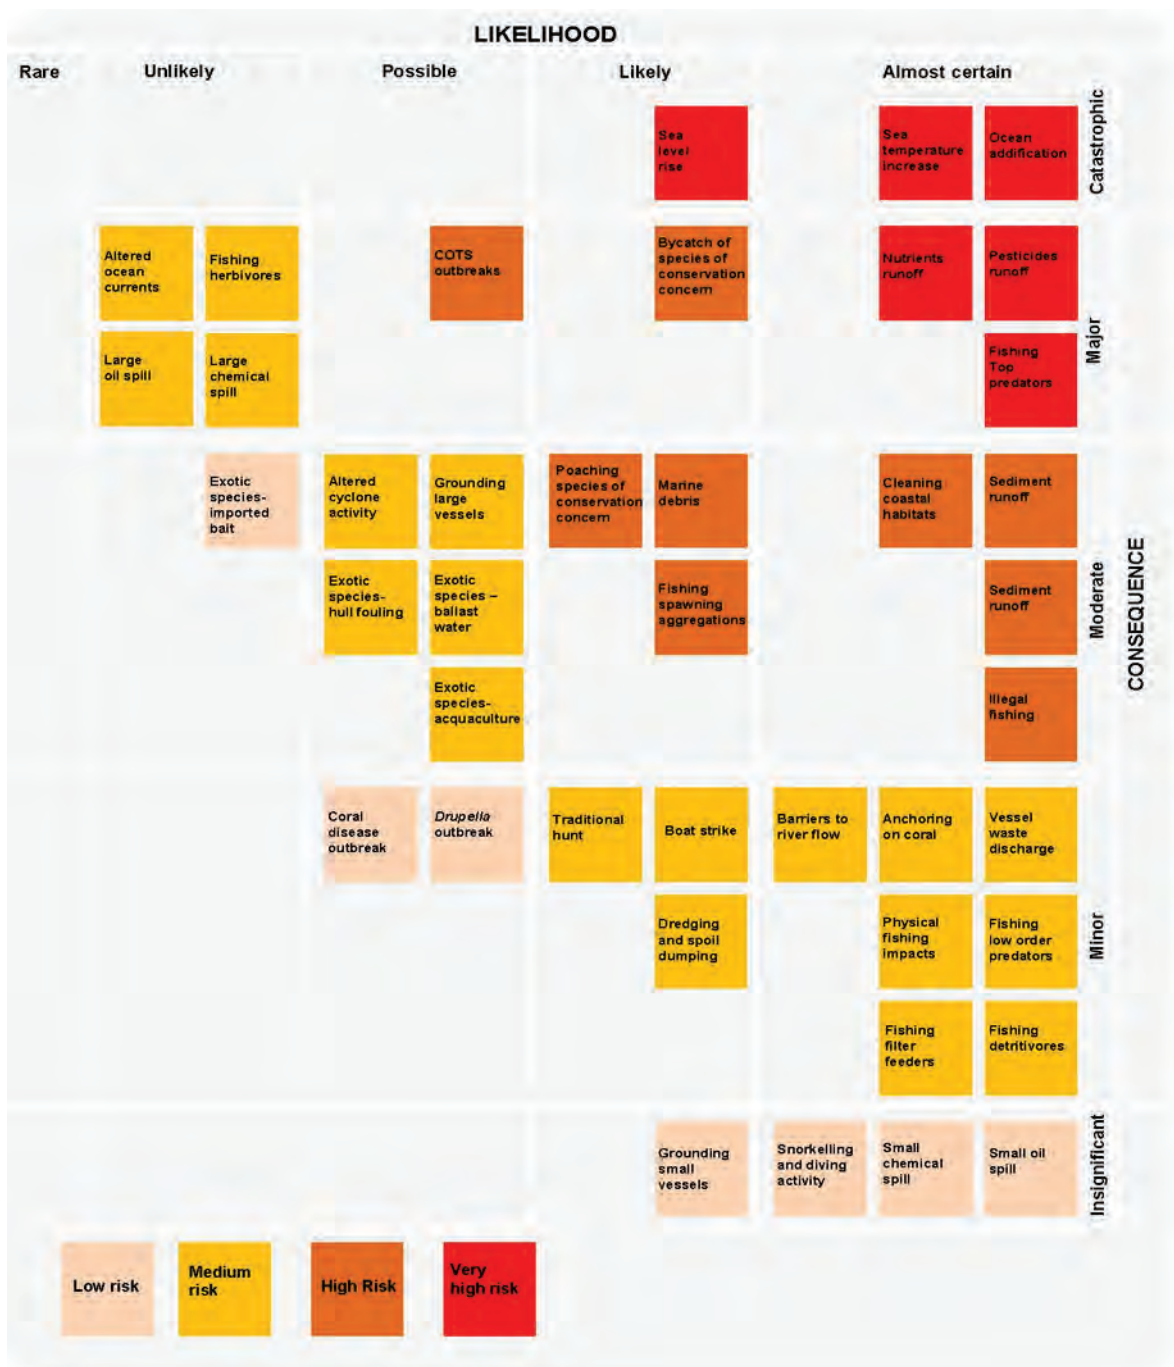 LIKELIHOOD
Rare
Unlikely
Possible
Likely
Almost certain
Sea
level
rise
Sea
temperature
increase
Ocean
addification
Catastrophic
Altered
ocean
currents
Fishing
herbivores
COTS
outbreaks
Bycatch of
species of
conservation
concern
Nutrients
runoff
Pesticides
runoff
Large
oil spill
Large
chemical
spill
Fishing
Top
predators
Major
Exotic
species-
imported
bait
Altered
cyclone
activity
Grounding
large
vessels
Poaching
species of
conservation
concern
Marine
debris
Cleaning
coastal
habitats
Sediment
runoff
Exotic
species-
hull fouling
Exotic
species –
ballast
water
Fishing
spawning
aggregations
Sediment
runoff
Moderate
CONSEQUENCE
Exotic
species-
acquaculture
Illegal
fishing
Coral
disease
outbreak
Drupella
outbreak
Traditional
hunt
Boat strike
Barriers to
river flow
Anchoring
on coral
Vessel
waste
discharge
Dredging
and spoil
dumping
Physical
fishing
impacts
Fishing
low order
predators
Minor
Fishing
filter
feeders
Fishing
detritivores
Grounding
small
vessels
Snorkelling
and diving
activity
Small
chemical
spill
Small oil
spill
Insignificant
Low risk
Medium
risk
High Risk
Very
high risk